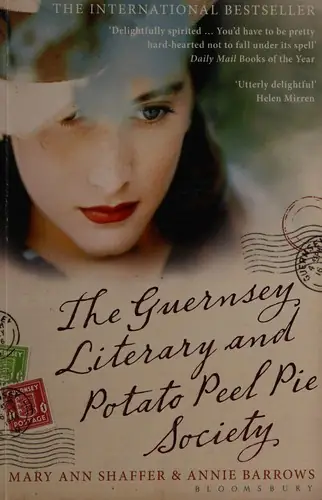 THE INTERNATIONAL BESTSELLER
'Delightfully spirited ... You'd have to be pretty
hard-hearted not to fall under its spell'
Daily Mail Books of the Year
'Utterly delightful'
Helen Mirren
GUERNSEY
The Guernsey
Literary and
Potato Peel Pie
Society
POSTAGE
MARY ANN SHAFFER & ANNIE BARROWS
BLOOMSBURY